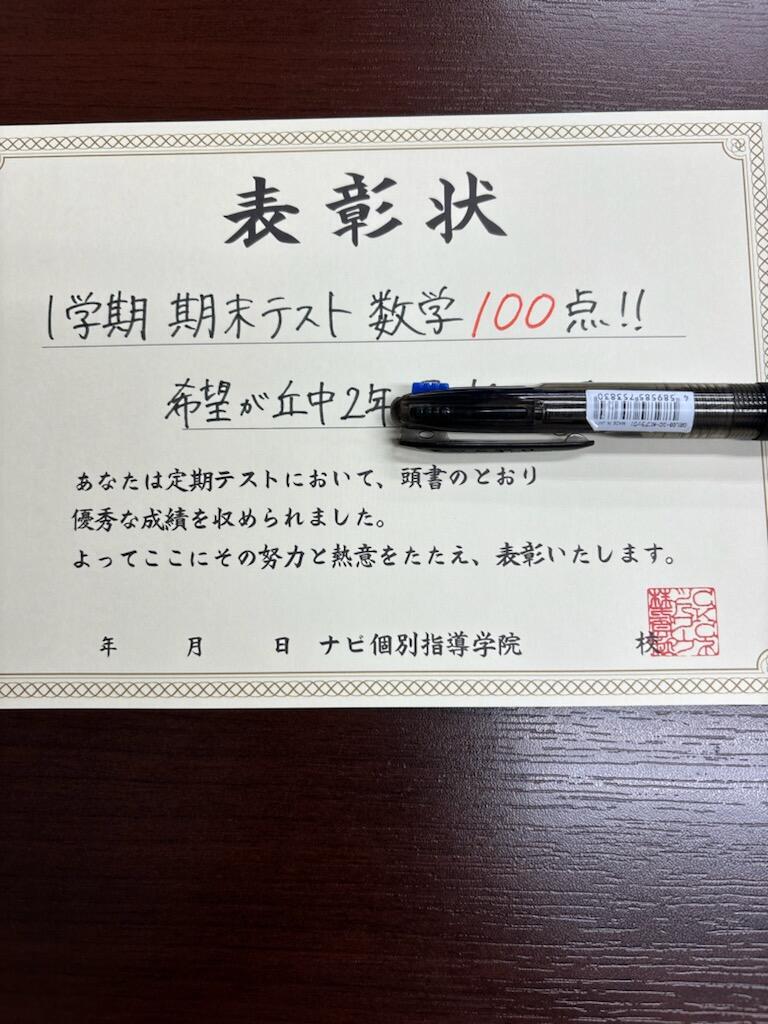 表彰状
1学期 期末テスト 数学 100点!!
希望が丘中2年
あなたは定期テストにおいて、頭書のとおり
優秀な成績を収められました。
よってここにその努力と熱意をたたえ、表彰いたします。
年 月 日 ナビ個別指導学院 校
4589585753830